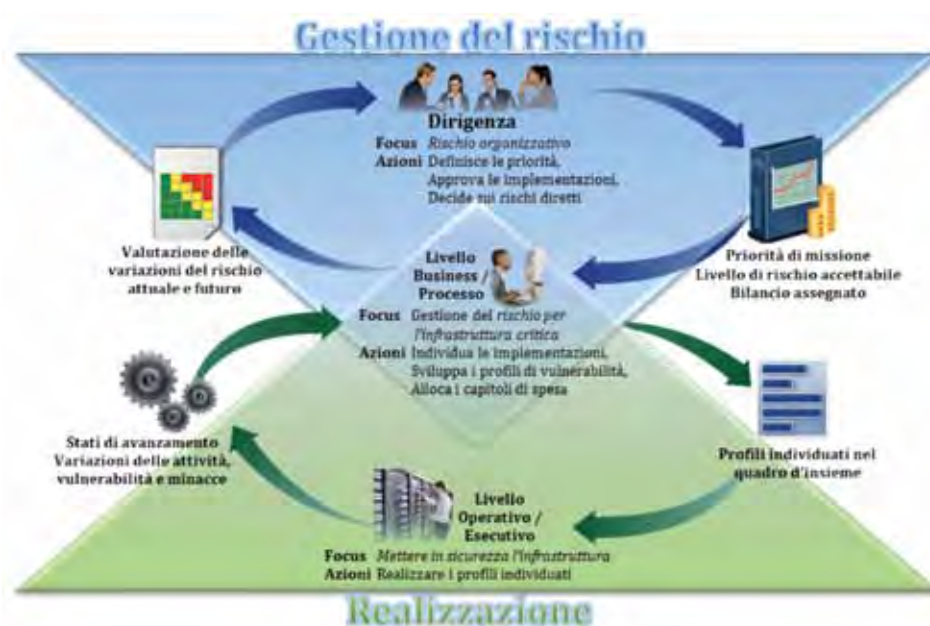 Gestione del rischio
Dirigenza
Focus Rischio organizzativo
Azioni Definisce le priorità,
Approva le implementazioni,
Decide sui rischi diretti
Valutazione delle
variazioni del rischio
attuale e futuro
Priorità di missione
Livello di rischio accettabile
Bilancio assegnato
Livello
Business /
Processo
Focus Gestione del rischio per
l'infrastruttura critica
Azioni Individua le implementazioni,
Sviluppa i profili di vulnerabilità,
Alloca i capitoli di spesa
Stati di avanzamento
Variazioni delle attività,
vulnerabilità e minacce
Profili individuati nel
quadro d'insieme
Livello
Operativo /
Esecutivo
Focus Mettere in sicurezza l'infrastruttura
Azioni Realizzare i profili individuati
Realizzazione